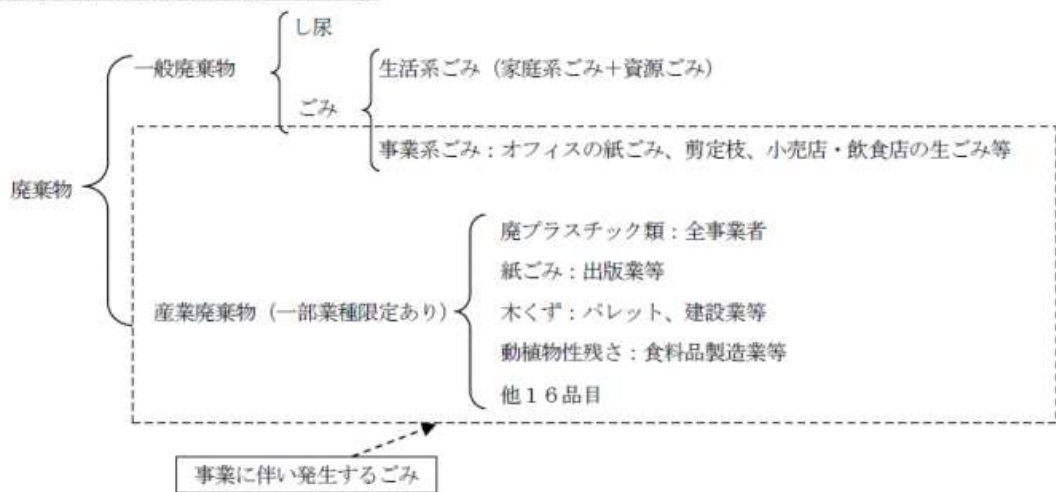 し尿
一般廃棄物
生活系ごみ（家庭系ごみ＋資源ごみ）
ごみ
事業系ごみ：オフィスの紙ごみ、剪定枝、小売店・飲食店の生ごみ等
廃棄物
廃プラスチック類：全事業者
紙ごみ：出版業等
産業廃棄物（一部業種限定あり）
木くず：パレット、建設業等
動植物性残さ：食料品製造業等
他１６品目
事業に伴い発生するごみ